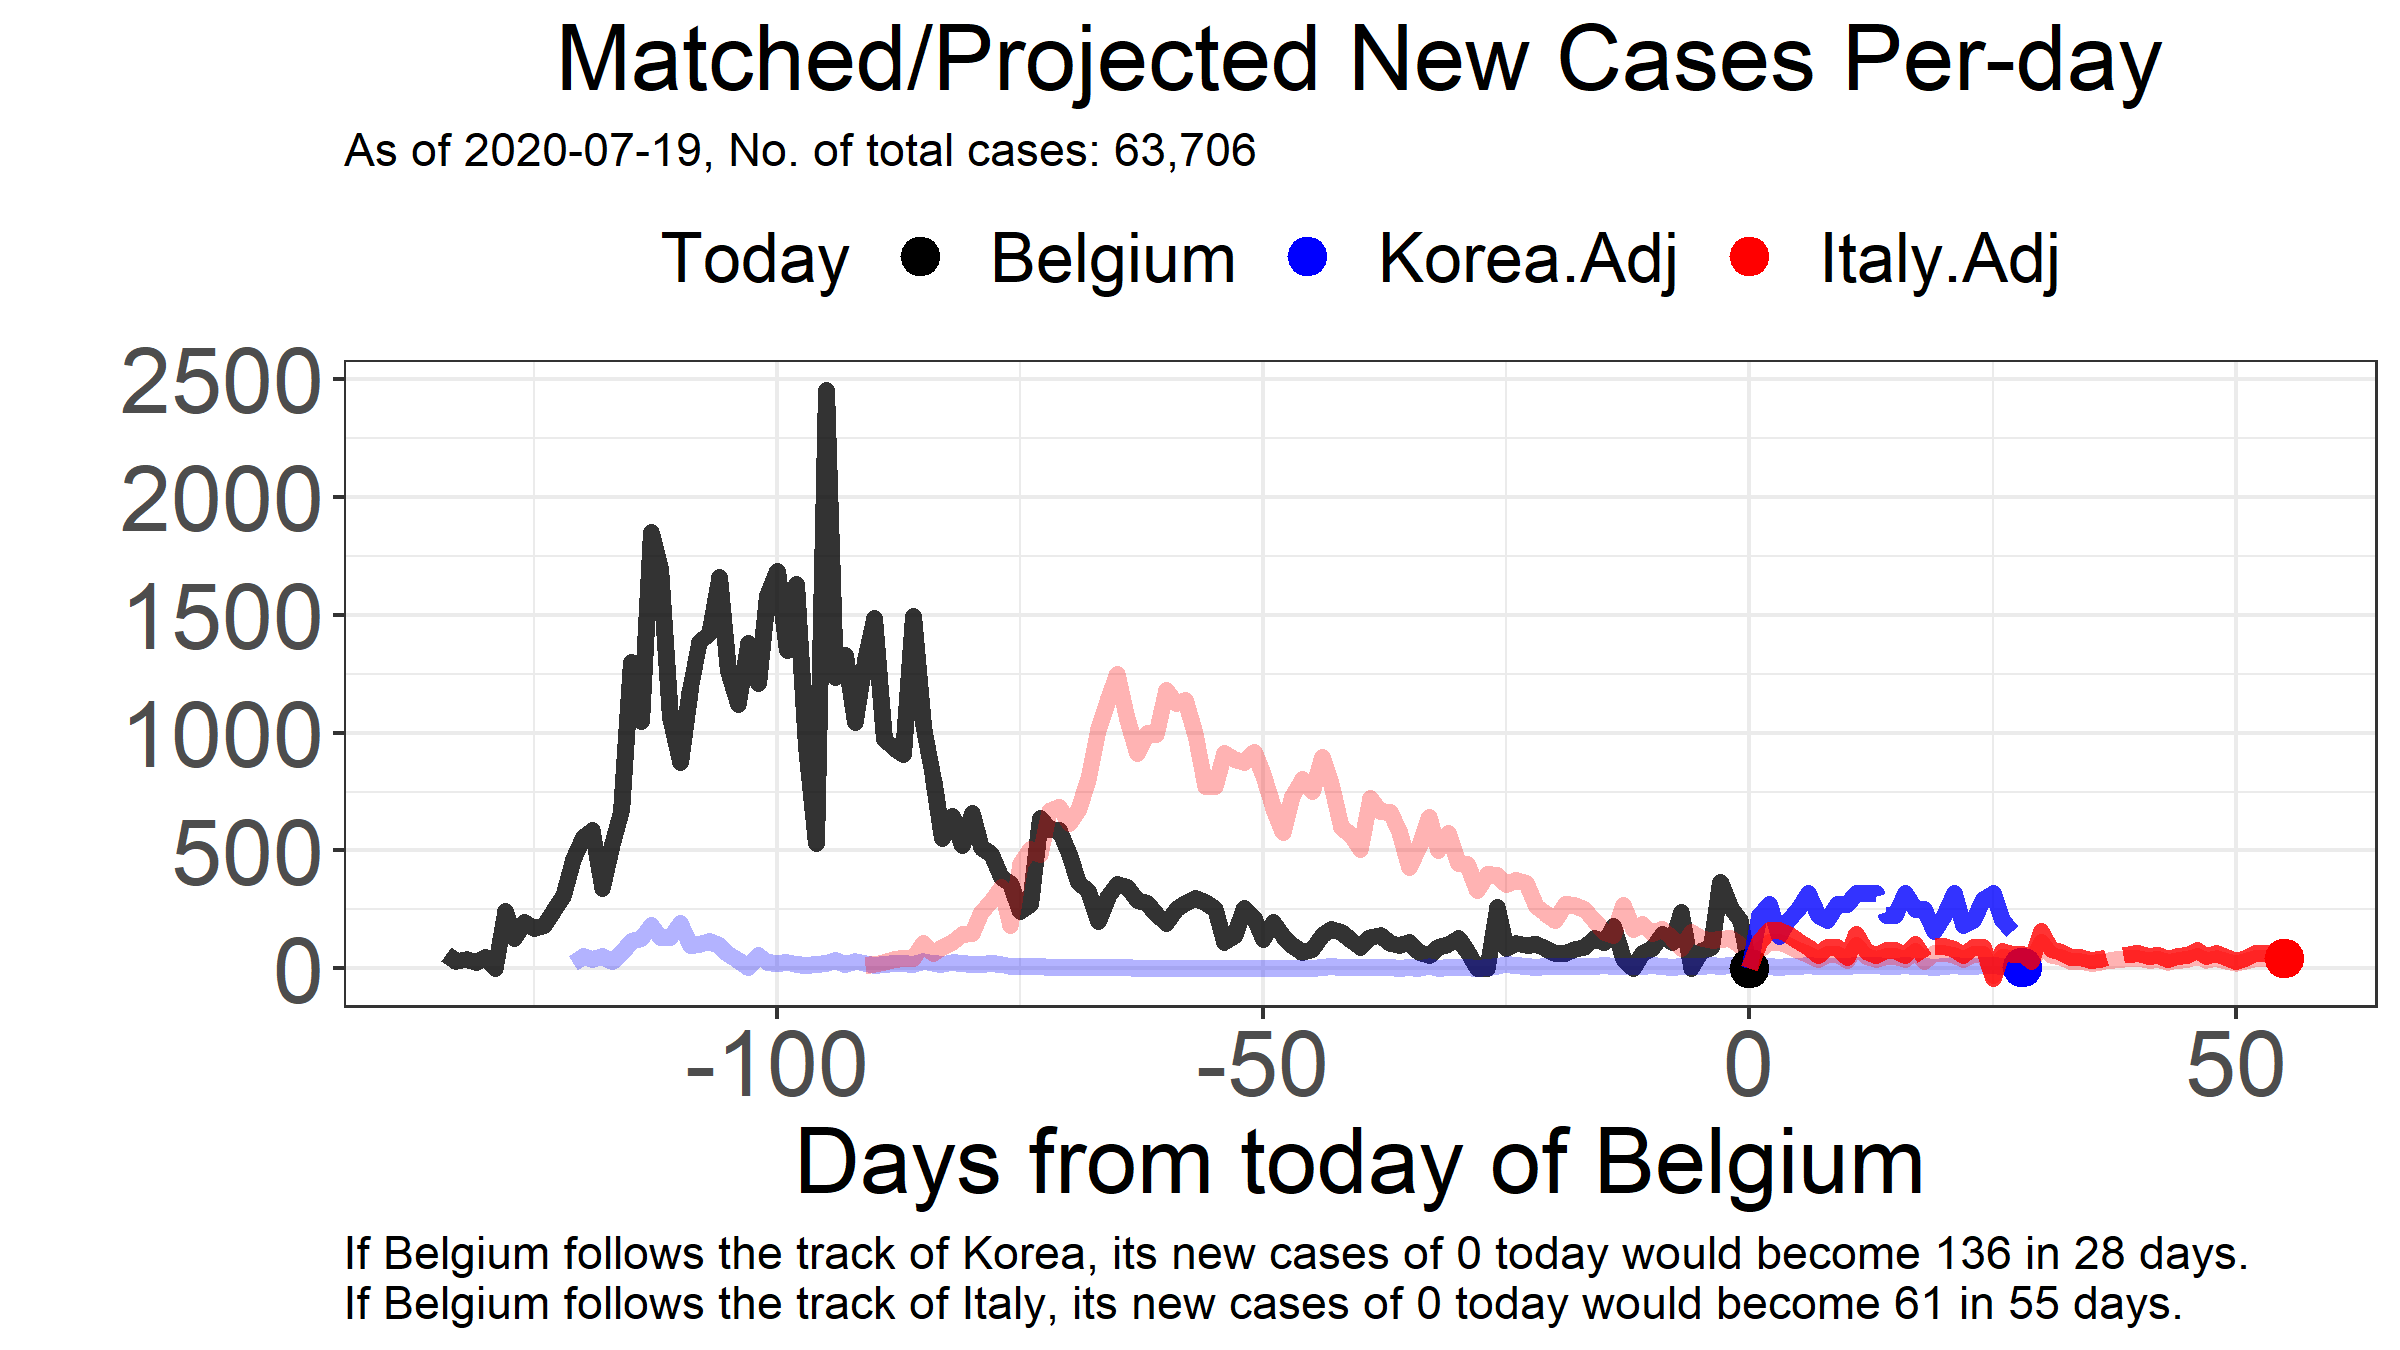 Matched/Projected New Cases Per-day
As of 2020-07-19, No. of total cases: 63,706
Today Belgium Korea.Adj Italy.Adj
2500
2000
1500
1000
500
0
-100 -50 0 50
Days from today of Belgium
If Belgium follows the track of Korea, its new cases of 0 today would become 136 in 28 days.
If Belgium follows the track of Italy, its new cases of 0 today would become 61 in 55 days.